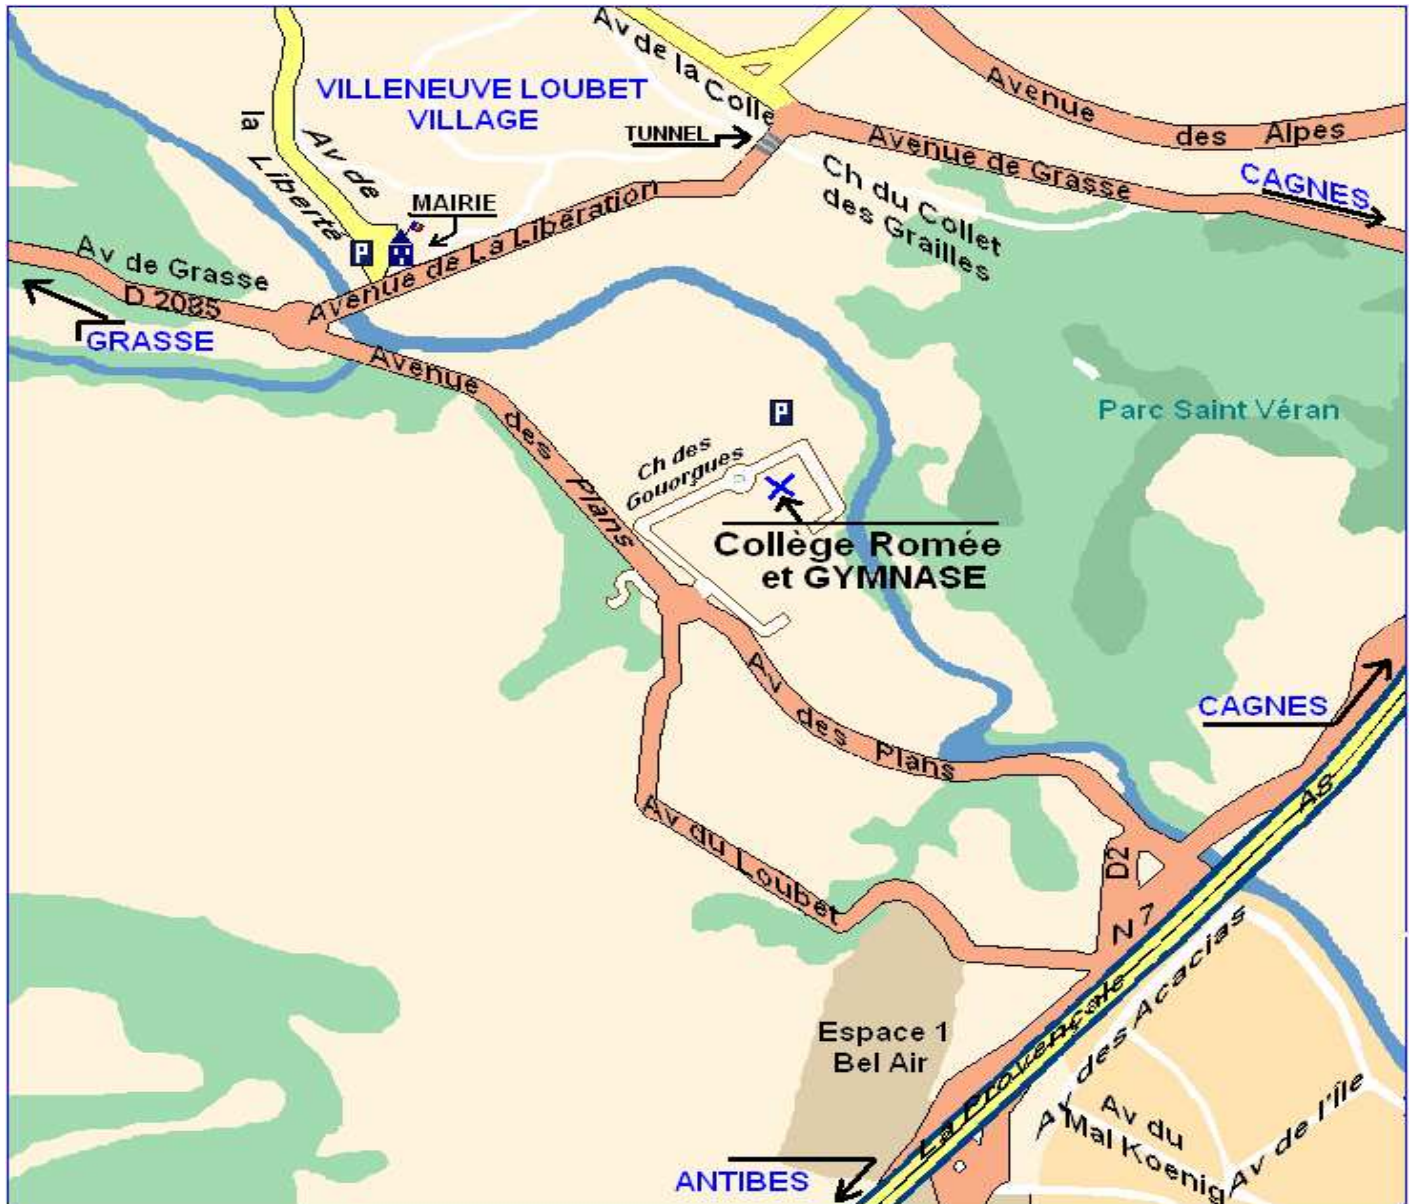 Av de la Colle
VILLENEUVE LOUBET
VILLAGE
Avenue des Alpes
TUNNEL
Avenue de Grasse
CAGNES
Av de
la Liberté
MAIRIE
P
Ch du Collet
des Grailles
Avenue de La Libération
Av de Grasse
D 2085
GRASSE
Avenue des Plans
P
Parc Saint Véran
Ch des
Gouorgues
Collège Romée
et GYMNASE
Av des Plans
CAGNES
A8
Av du Loubet
D2
N 7
La Provençale
Av des Acacias
Espace 1
Bel Air
Av du
Mal Koenig
Av de l'Île
ANTIBES